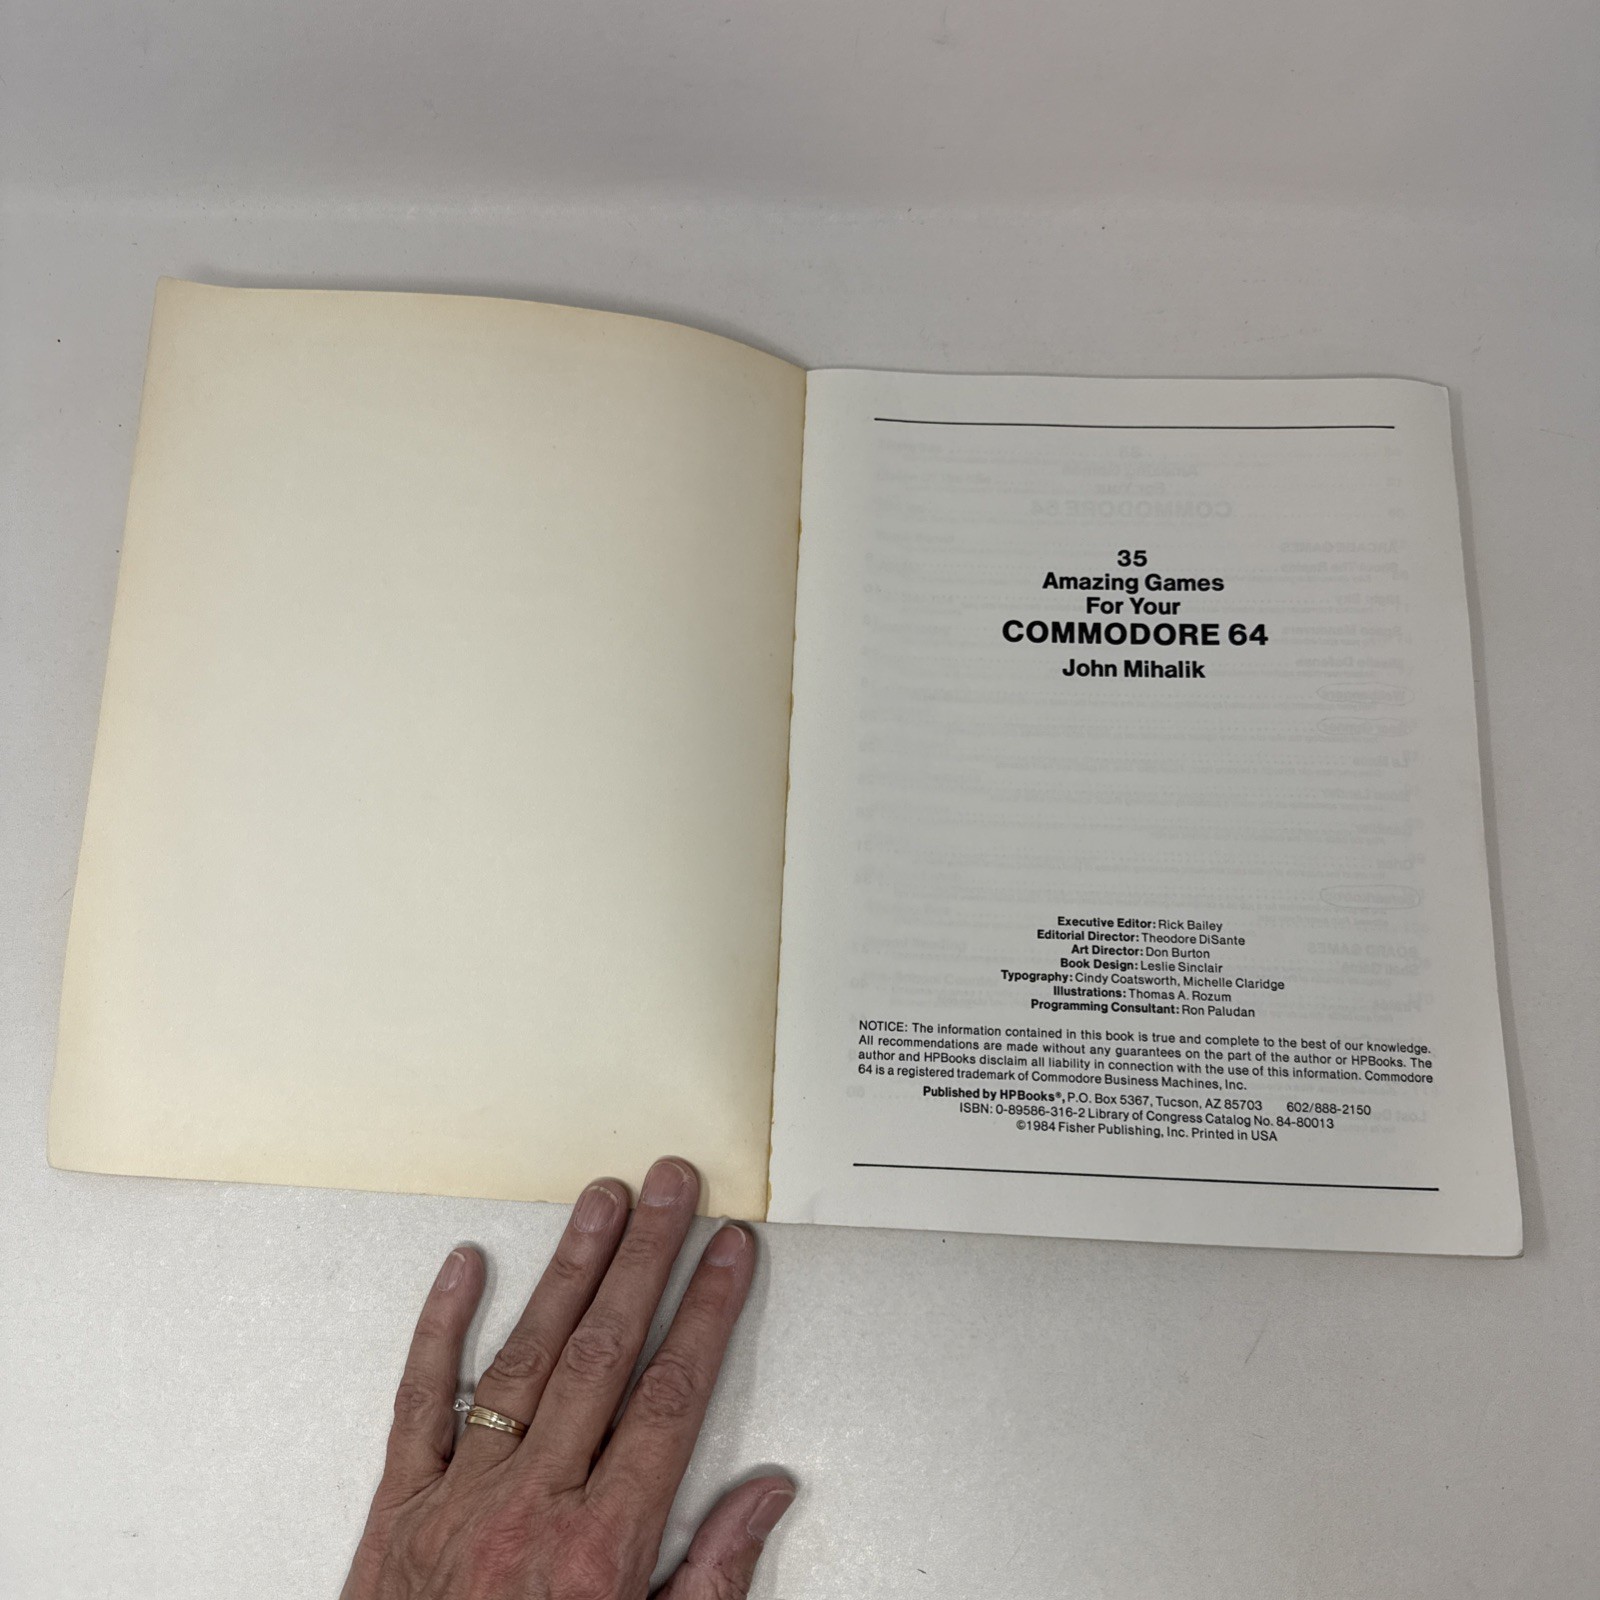 35
Amazing Games
For Your
COMMODORE 64
John Mihalik
Executive Editor: Rick Bailey
Editorial Director: Theodore DiSante
Art Director: Don Burton
Book Design: Leslie Sinclair
Typography: Cindy Coatsworth, Michelle Claridge
Illustrations: Thomas A. Rozum
Programming Consultant: Ron Paludan
NOTICE: The information contained in this book is true and complete to the best of our knowledge.
All recommendations are made without any guarantees on the part of the author or HPBooks. The
author and HPBooks disclaim all liability in connection with the use of this information. Commodore
64 is a registered trademark of Commodore Business Machines, Inc.
Published by HPBooks®, P.O. Box 5367, Tucson, AZ 85703 602/888-2150
ISBN: 0-89586-316-2 Library of Congress Catalog No. 84-80013
©1984 Fisher Publishing, Inc. Printed in USA